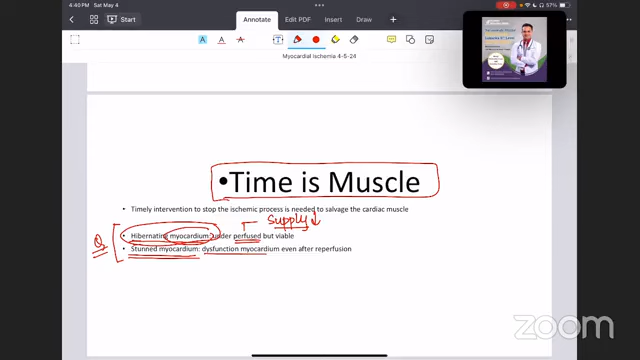 4:40 PM Sat May 4
57%
Start
Annotate
Edit PDF
Insert
Draw
Myocardial Ischemia 4-5-24
•Time is Muscle
• Timely intervention to stop the ischemic process is needed to salvage the cardiac muscle
supply↓
• Hibernating myocardium under perfused but viable
Q
• Stunned myocardium: dysfunction myocardium even after reperfusion
zoom